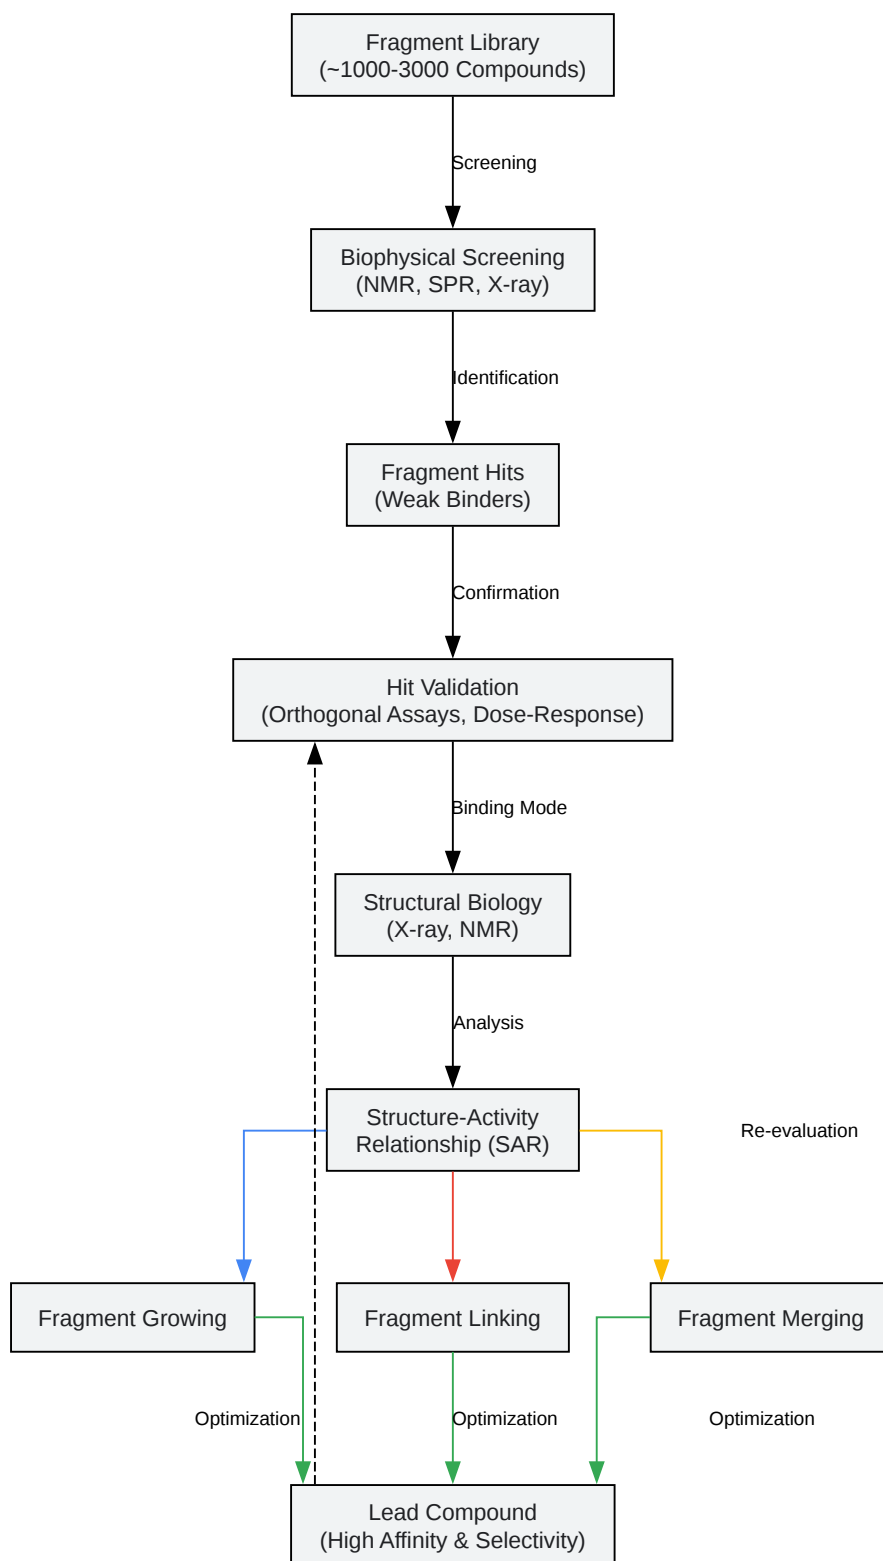 Fragment Library
(~1000-3000 Compounds)
Screening
Biophysical Screening
(NMR, SPR, X-ray)
Identification
Fragment Hits
(Weak Binders)
Confirmation
Hit Validation
(Orthogonal Assays, Dose-Response)
Binding Mode
Structural Biology
(X-ray, NMR)
Analysis
Structure-Activity
Relationship (SAR)
Re-evaluation
Fragment Growing
Fragment Linking
Fragment Merging
Optimization
Optimization
Optimization
Lead Compound
(High Affinity & Selectivity)